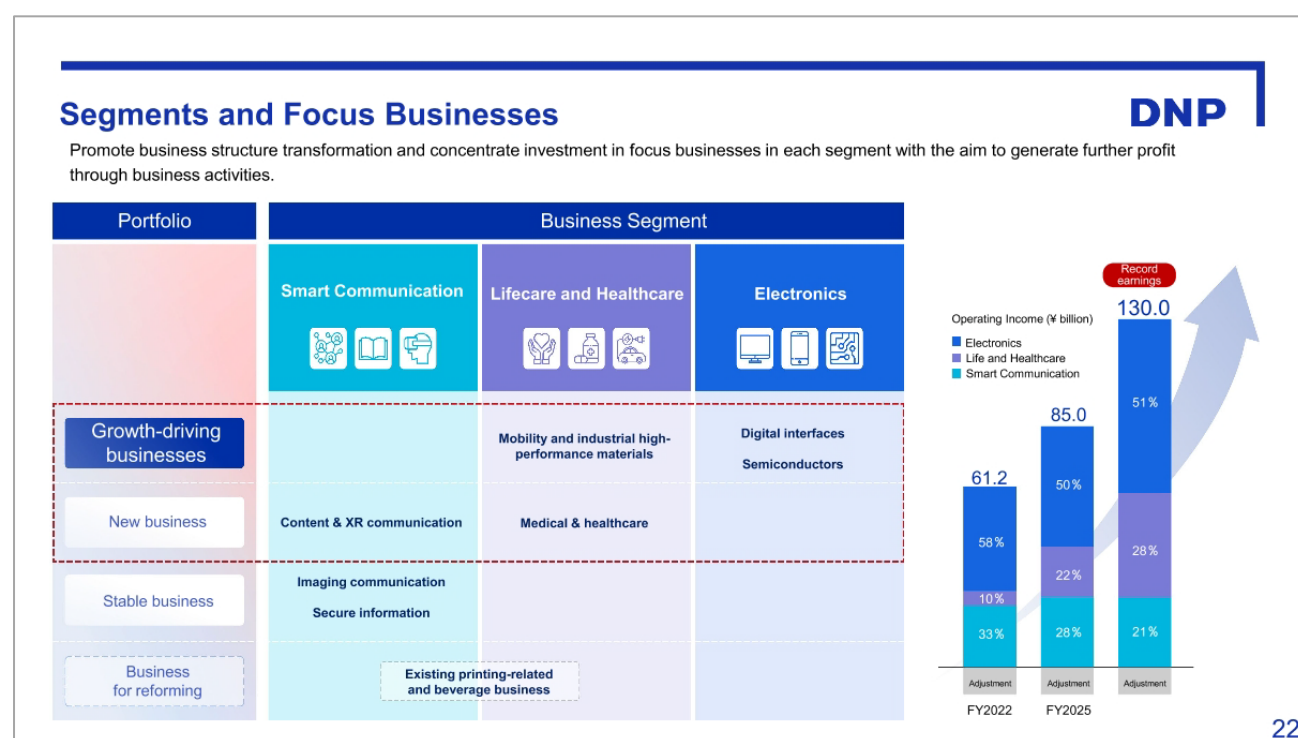 Segments and Focus Businesses
DNP
Promote business structure transformation and concentrate investment in focus businesses in each segment with the aim to generate further profit
through business activities.
Portfolio
Business Segment
Smart Communication
Lifecare and Healthcare
Electronics
Growth-driving
businesses
Mobility and industrial high-
performance materials
Digital interfaces
Semiconductors
New business
Content & XR communication
Medical & healthcare
Stable business
Imaging communication
Secure information
Business
for reforming
Existing printing-related
and beverage business
Record
earnings
Operating Income (¥ billion)
Electronics
Life and Healthcare
Smart Communication
61.2
58%
10%
33%
Adjustment
FY2022
85.0
50%
22%
28%
Adjustment
FY2025
130.0
51%
28%
21%
Adjustment
22